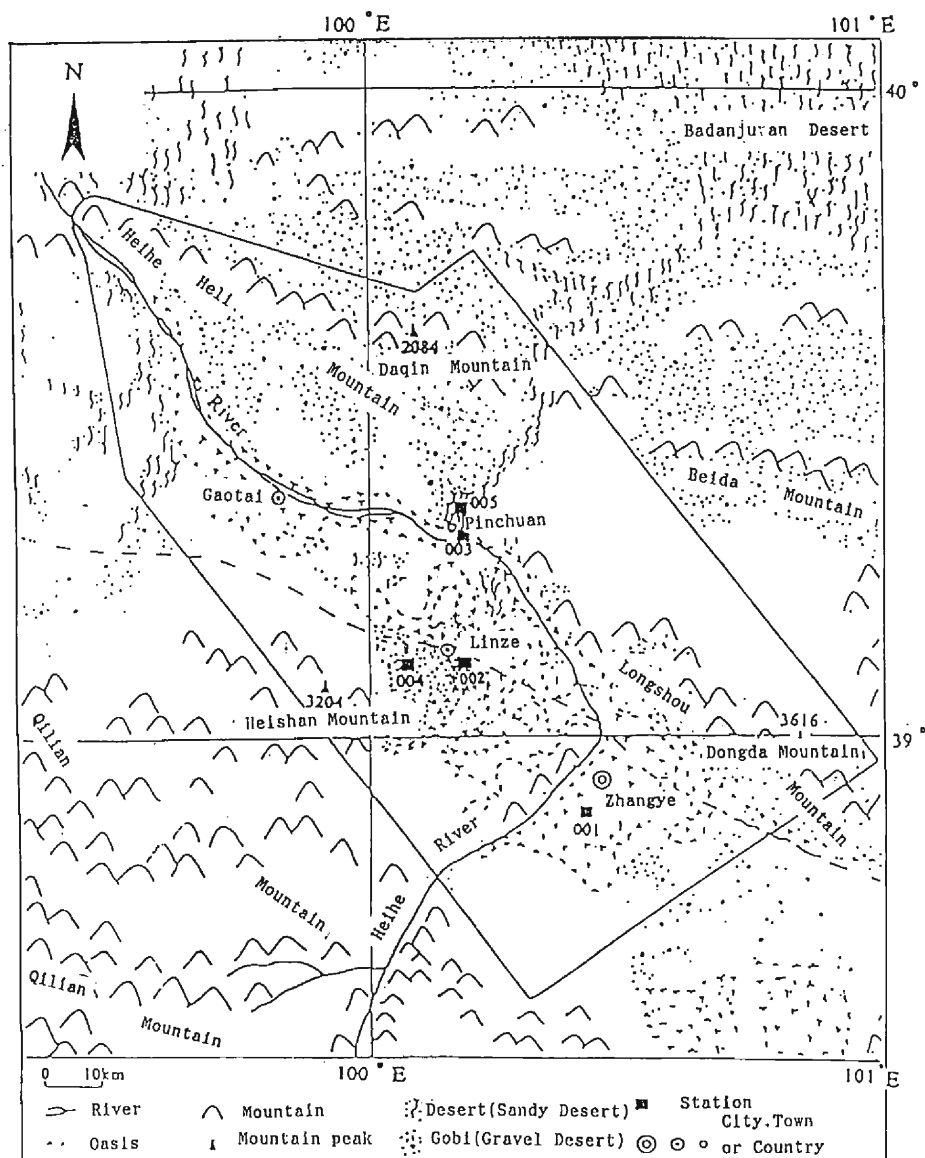 100 °E
101 °E
N
40°
Badanjuran Desert
Heihe
Hell
2084
Daqin Mountain
Mountain
River
Beida Mountain
Gaotai
005
Pinchuan
003
Linze
004
002
Longshou
3204
Heishan Mountain
3616
39°
Qilian
Dongda Mountain
Zhangye
Mountain
001
River
Mountain
Heihe
Qilian
Mountain
0 10km
100 °E
101 °E
River
Mountain
Desert(Sandy Desert)
Station
City.Town
Oasis
Mountain peak
Gobi(Gravel Desert)
or Country